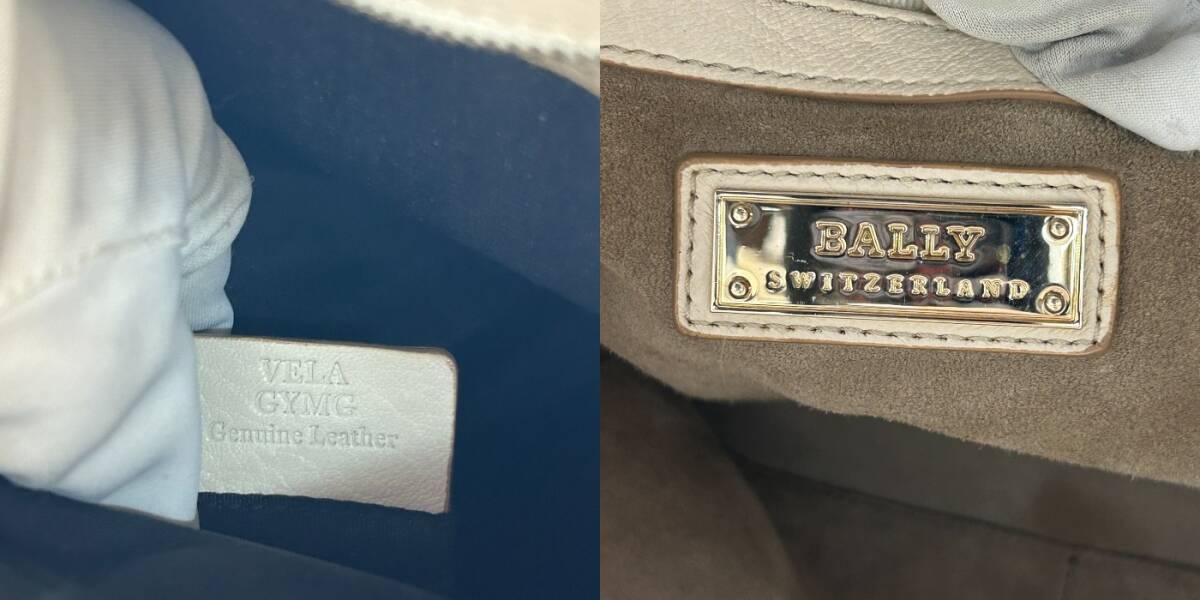 VELA
GYMG
Genuine Leather
BALLY
SWITZERLAND